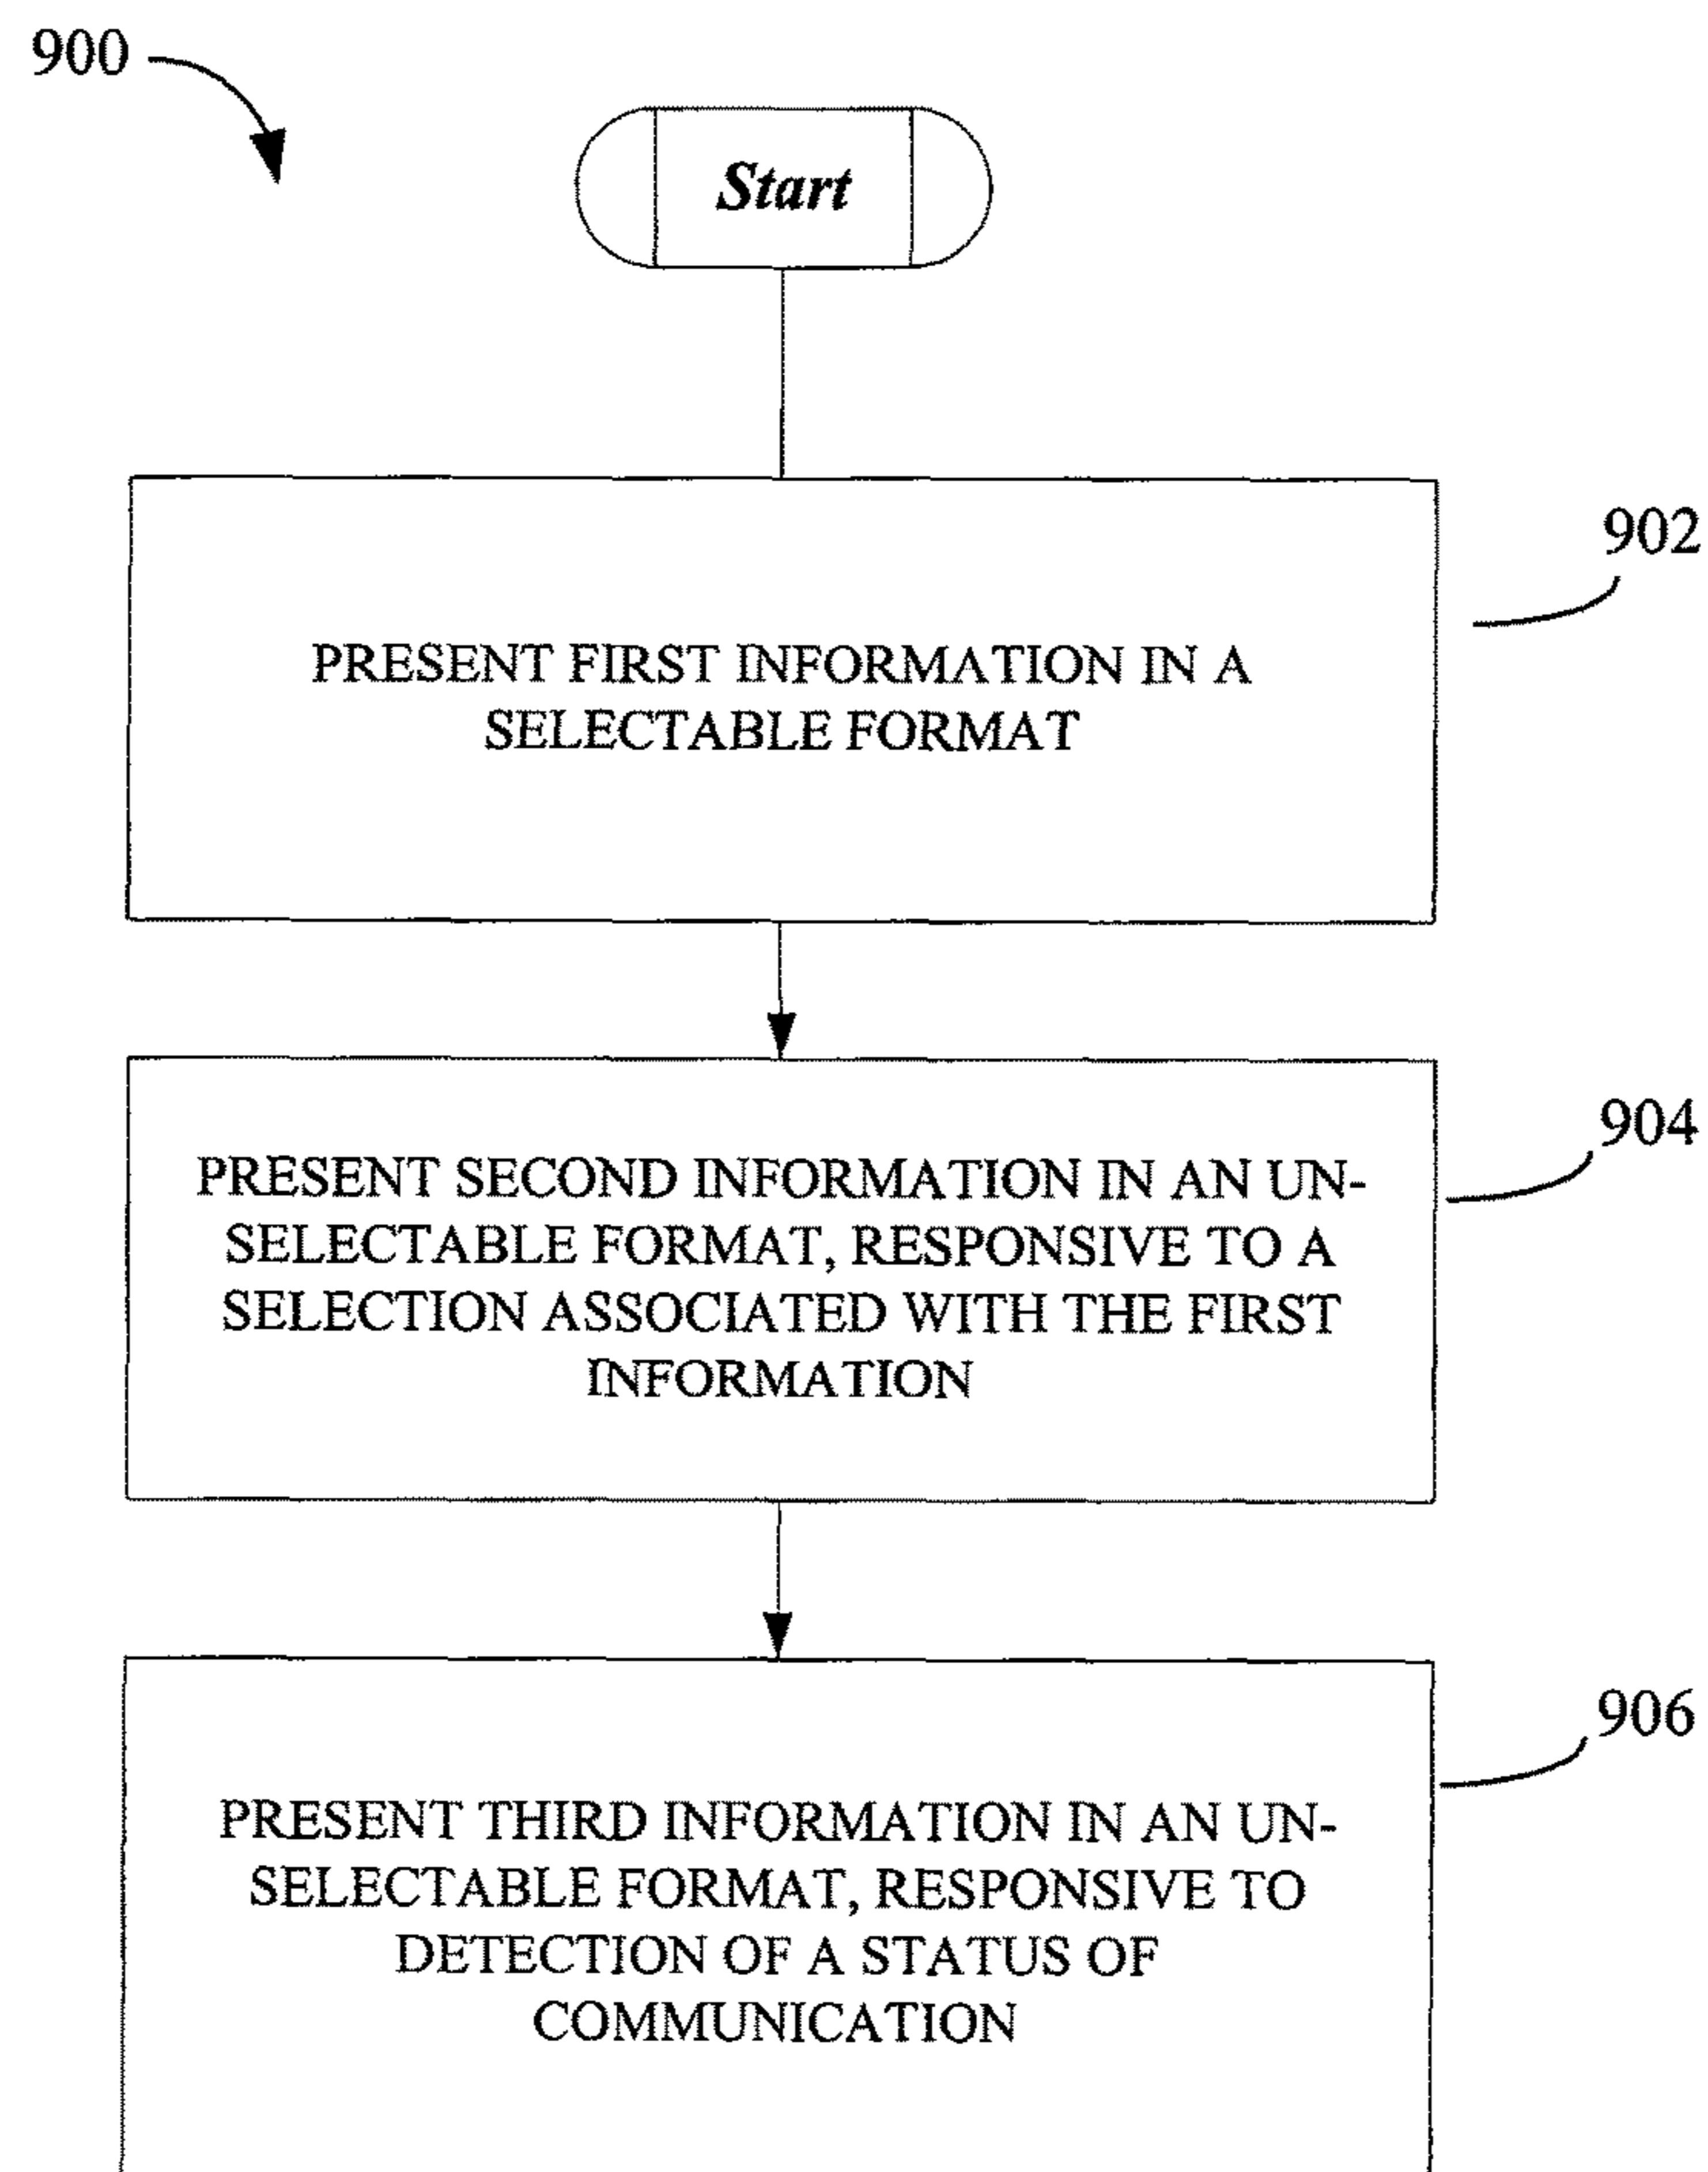 900
Start
902
PRESENT FIRST INFORMATION IN A
SELECTABLE FORMAT
904
PRESENT SECOND INFORMATION IN AN UN-
SELECTABLE FORMAT, RESPONSIVE TO A
SELECTION ASSOCIATED WITH THE FIRST
INFORMATION
906
PRESENT THIRD INFORMATION IN AN UN-
SELECTABLE FORMAT, RESPONSIVE TO
DETECTION OF A STATUS OF
COMMUNICATION